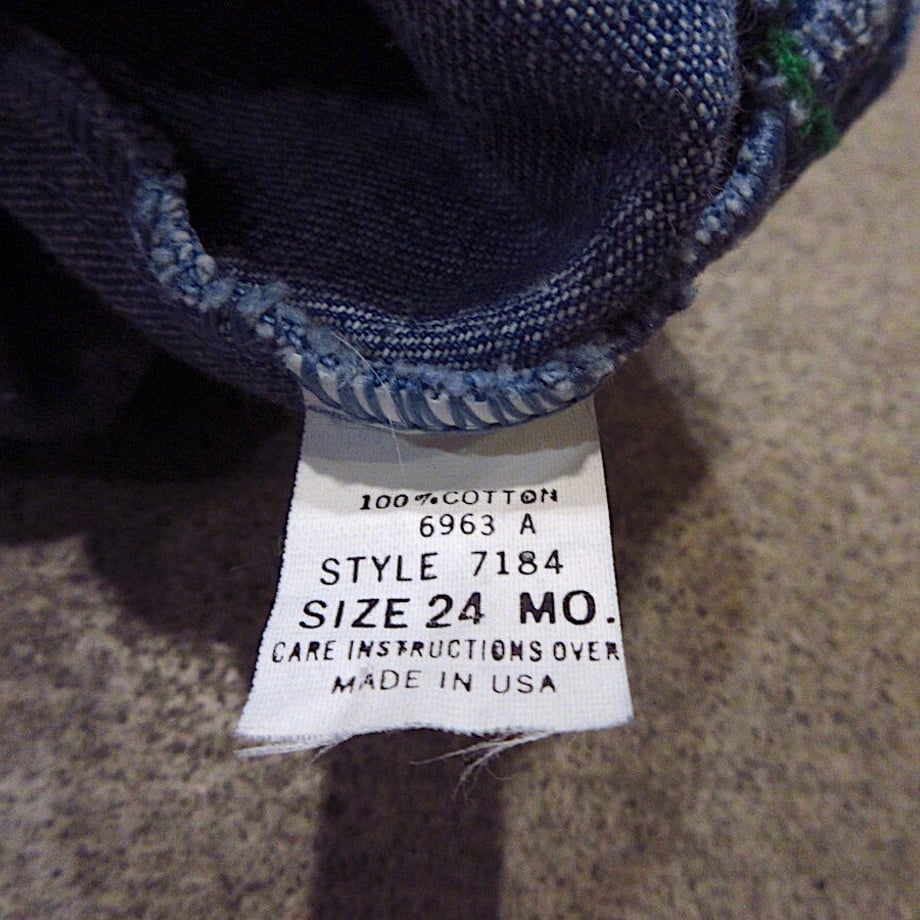 100% COTTON
6963 A
STYLE 7184
SIZE 24 MO.
CARE INSTRUCTIONS OVER
MADE IN USA